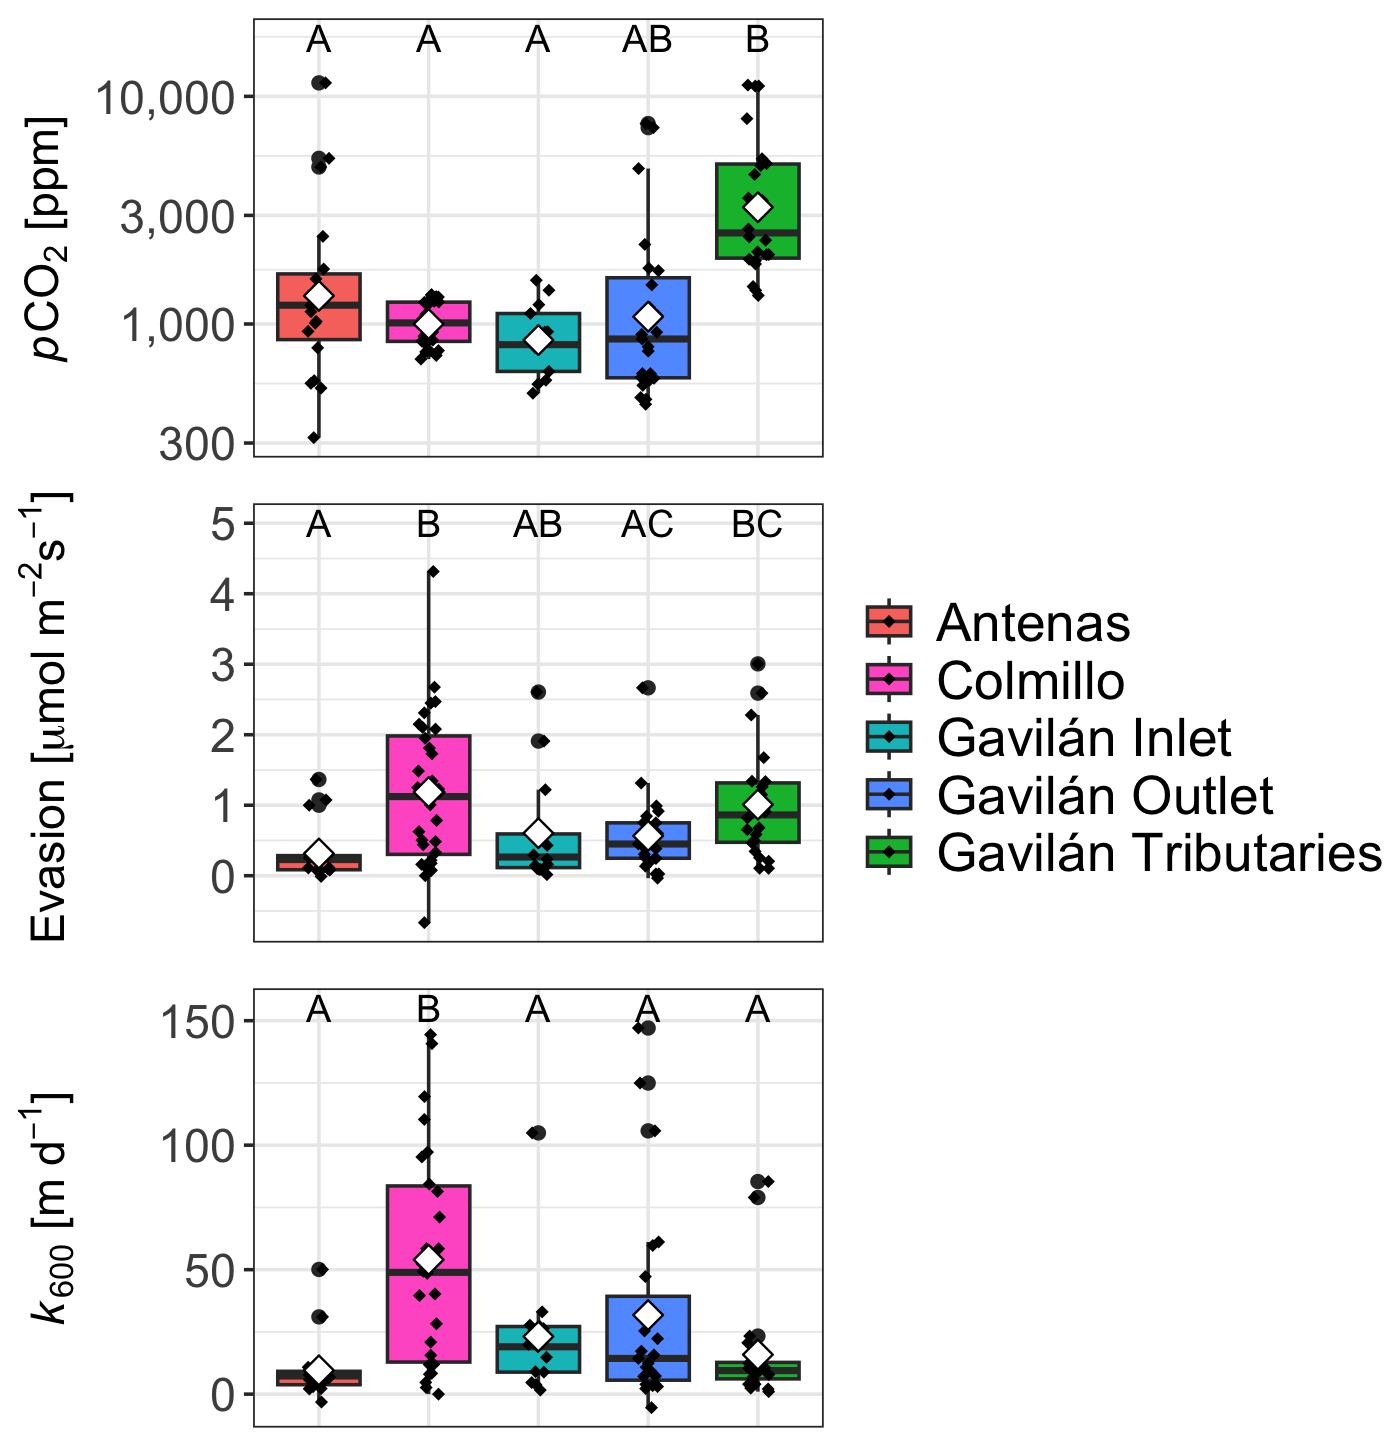 A A A AB B
10,000
3,000
1,000
300
pCO₂ [ppm]
A B AB AC BC
5
4
3
2
1
0
Evasion [μmol m⁻²s⁻¹]
Antenas
Colmillo
Gavilán Inlet
Gavilán Outlet
Gavilán Tributaries
A B A A A
150
100
50
0
k₆₀₀ [m d⁻¹]